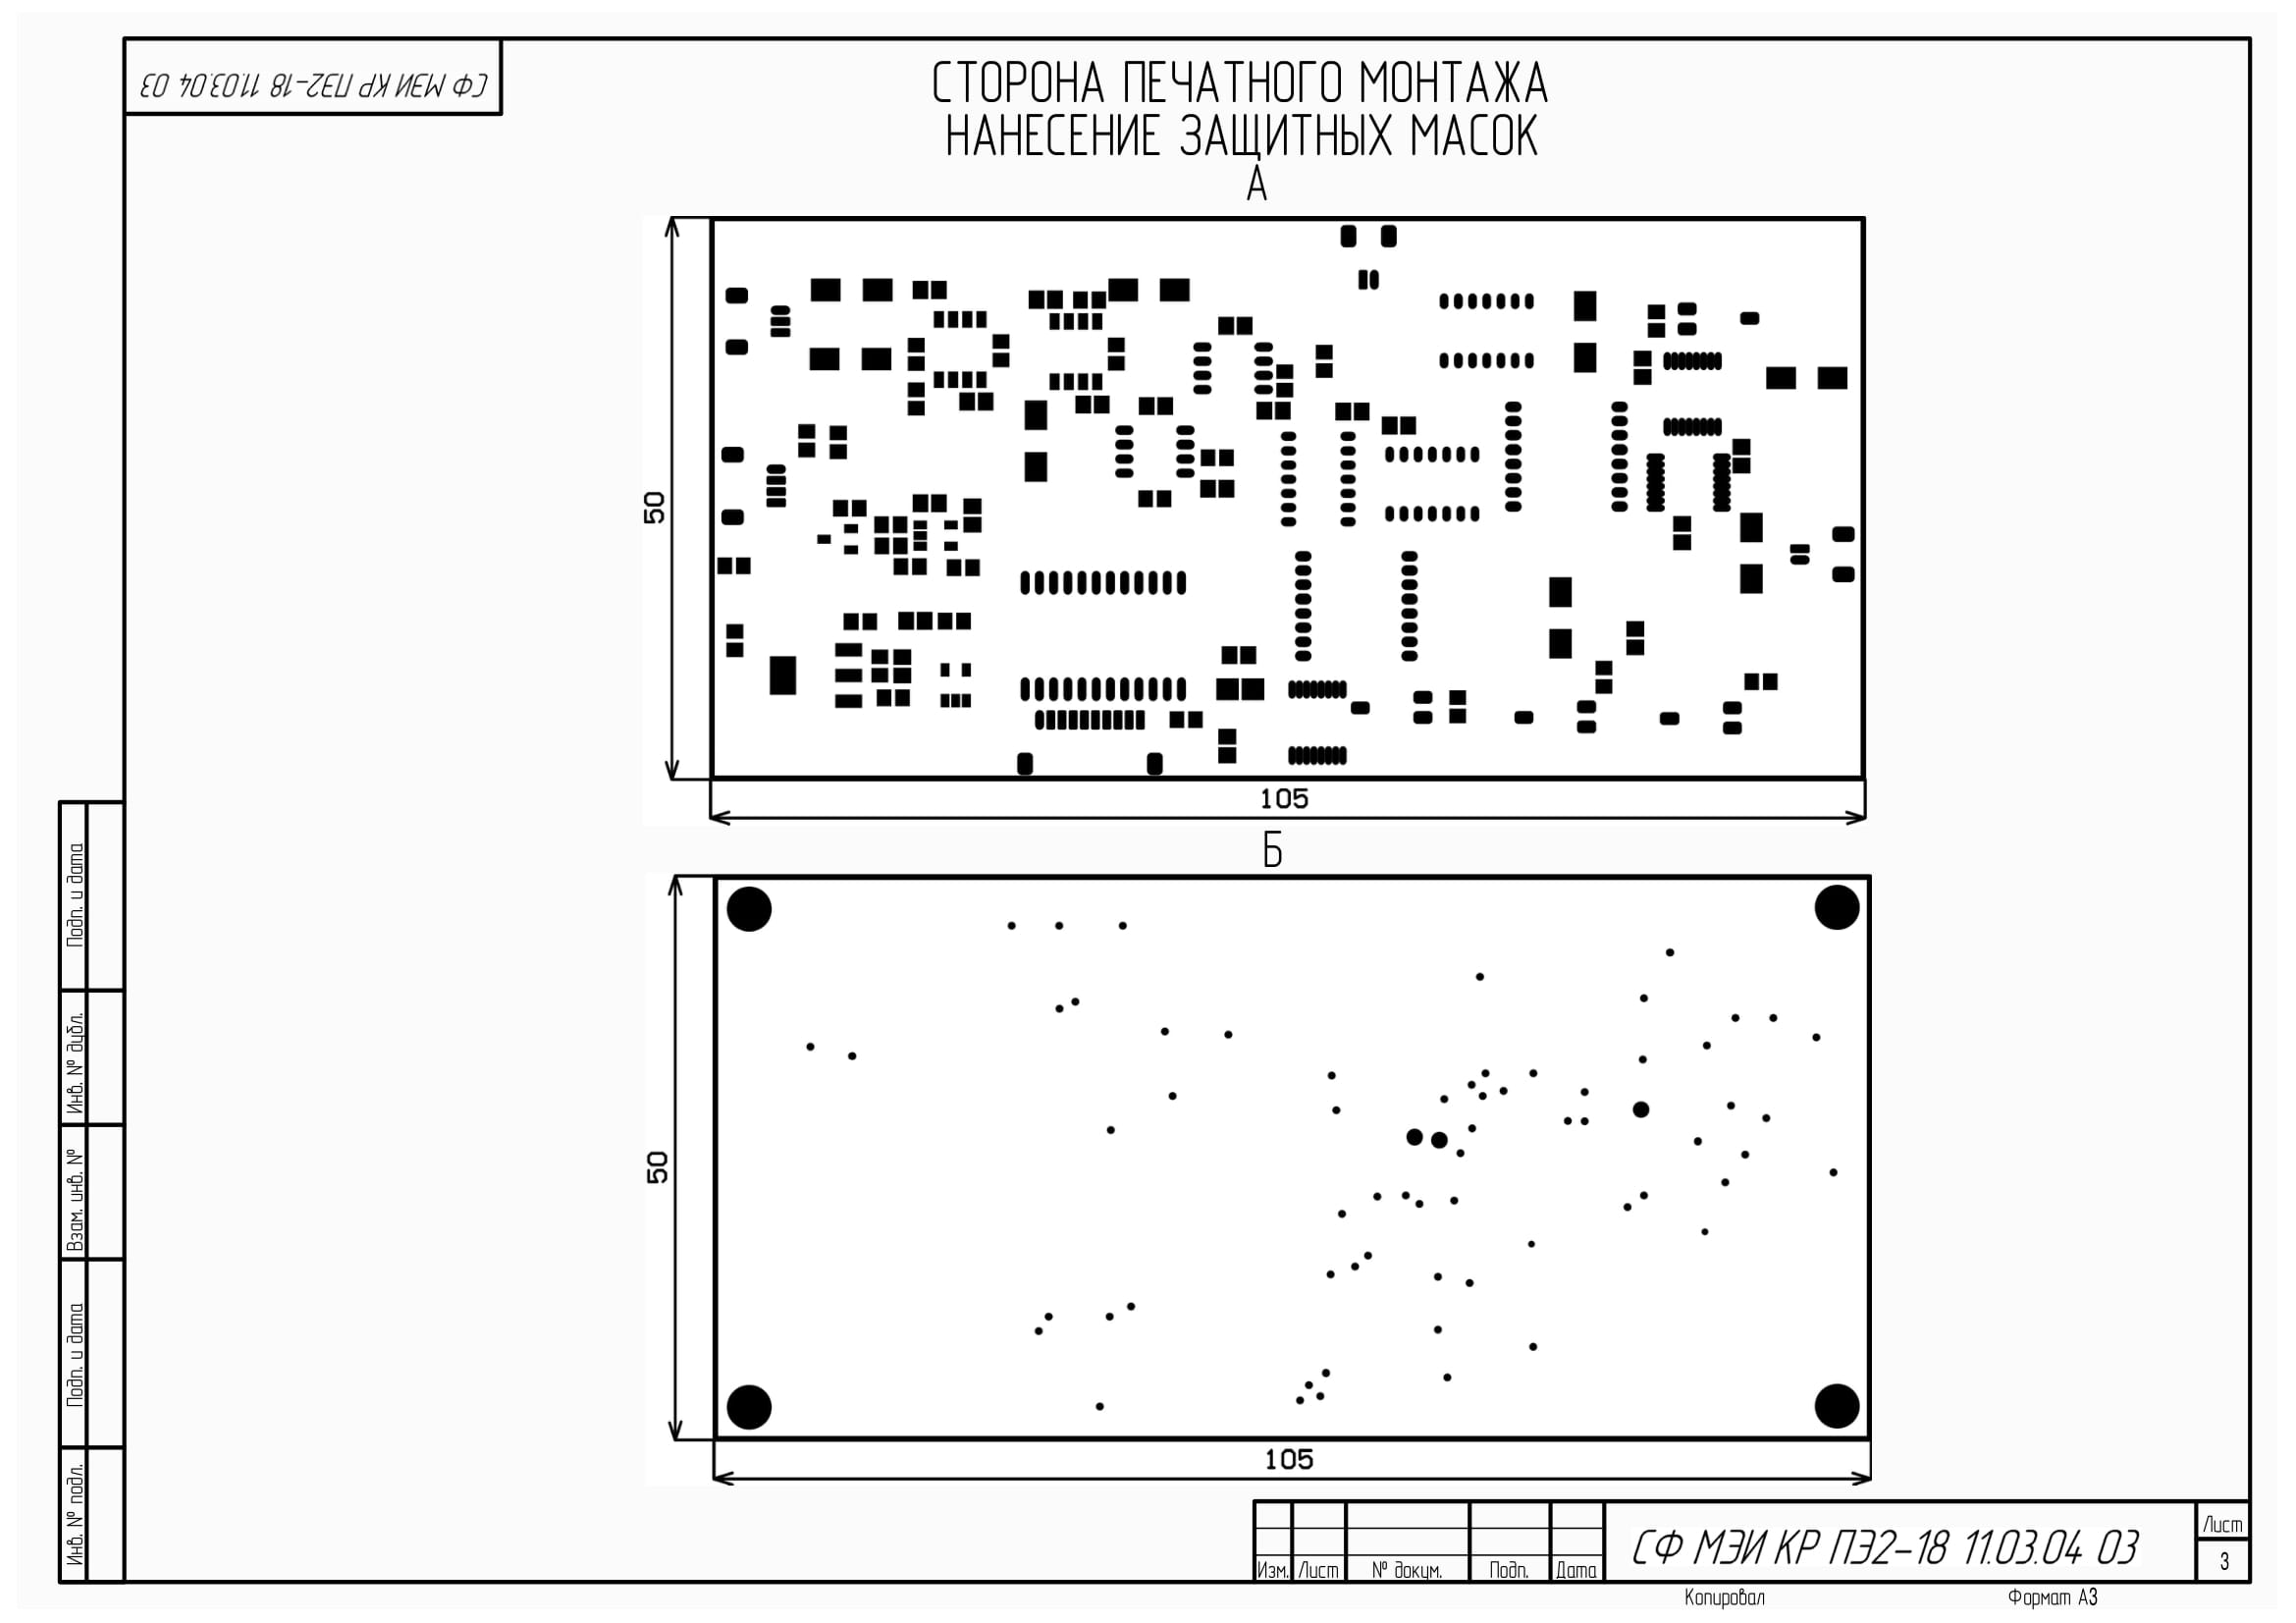 СФ МЭИ КР ПЭ2-18 11.03.04 03
СТОРОНА ПЕЧАТНОГО МОНТАЖА
НАНЕСЕНИЕ ЗАЩИТНЫХ МАСОК
А
50
105
Б
50
105
Подп. и дата
Инв. № дубл.
Взам. инв. №
Подп. и дата
Инв. № подл.
Изм. Лист № докум. Подп. Дата
СФ МЭИ КР ПЭ2-18 11.03.04 03
Лист
3
Копировал Формат А3